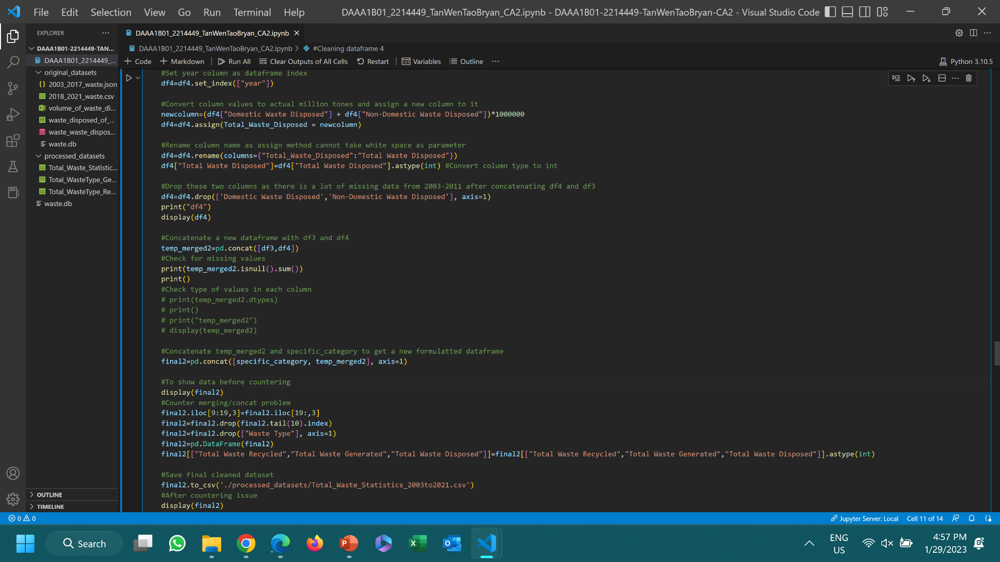 File Edit Selection View Go Run Terminal Help DAAA1B01_2214449_TanWenTaoBryan_CA2.ipynb - DAAA1B01-2214449-TanWenTaoBryan-CA2 - Visual Studio Code
EXPLORER
DAAA1B01-2214449-TAN...
DAAA1B01_2214449_...
original_datasets
2003_2017_waste.json
2018_2021_waste.csv
volume_of_waste_di...
waste_disposed_of_...
waste_waste_dispos...
waste.db
processed_datasets
Total_Waste_Statistic...
Total_WasteType_Ge...
Total_WasteType_Re...
waste.db
OUTLINE
TIMELINE
DAAA1B01_2214449_TanWenTaoBryan_CA2.ipynb
DAAA1B01_2214449_TanWenTaoBryan_CA2.ipynb > #Cleaning dataframe 4
+ Code + Markdown Run All Clear Outputs of All Cells Restart Variables Outline ... Python 3.10.5
#Set year column as dataframe index
df4=df4.set_index(["year"])
#Convert column values to actual million tones and assign a new column to it
newcolumn=(df4["Domestic Waste Disposed"] + df4["Non-Domestic Waste Disposed"])*1000000
df4=df4.assign(Total_Waste_Disposed = newcolumn)
#Rename column name as assign method cannot take white space as parameter
df4=df4.rename(columns={"Total_Waste_Disposed":"Total Waste Disposed"})
df4["Total Waste Disposed"]=df4["Total Waste Disposed"].astype(int) #Convert column type to int
#Drop these two columns as there is a lot of missing data from 2003-2011 after concatenating df4 and df3
df4=df4.drop(['Domestic Waste Disposed','Non-Domestic Waste Disposed'], axis=1)
print("df4")
display(df4)
#Concatenate a new dataframe with df3 and df4
temp_merged2=pd.concat([df3,df4])
#Check for missing values
print(temp_merged2.isnull().sum())
print()
#Check type of values in each column
# print(temp_merged2.dtypes)
# print()
# print("temp_merged2")
# display(temp_merged2)
#Concatenate temp_merged2 and specific_category to get a new formulatted dataframe
final2=pd.concat([specific_category, temp_merged2], axis=1)
#To show data before countering
display(final2)
#Counter merging/concat problem
final2.iloc[9:19,3]=final2.iloc[19:,3]
final2=final2.drop(final2.tail(10).index)
final2=final2.drop(["Waste Type"], axis=1)
final2=pd.DataFrame(final2)
final2[["Total Waste Recycled","Total Waste Generated","Total Waste Disposed"]]=final2[["Total Waste Recycled","Total Waste Generated","Total Waste Disposed"]].astype(int)
#Save final cleaned dataset
final2.to_csv('./processed_datasets/Total_Waste_Statistics_2003to2021.csv')
#After countering issue
display(final2)
0 0 Jupyter Server: Local Cell 11 of 14
Search
ENG
US
4:57 PM
1/29/2023